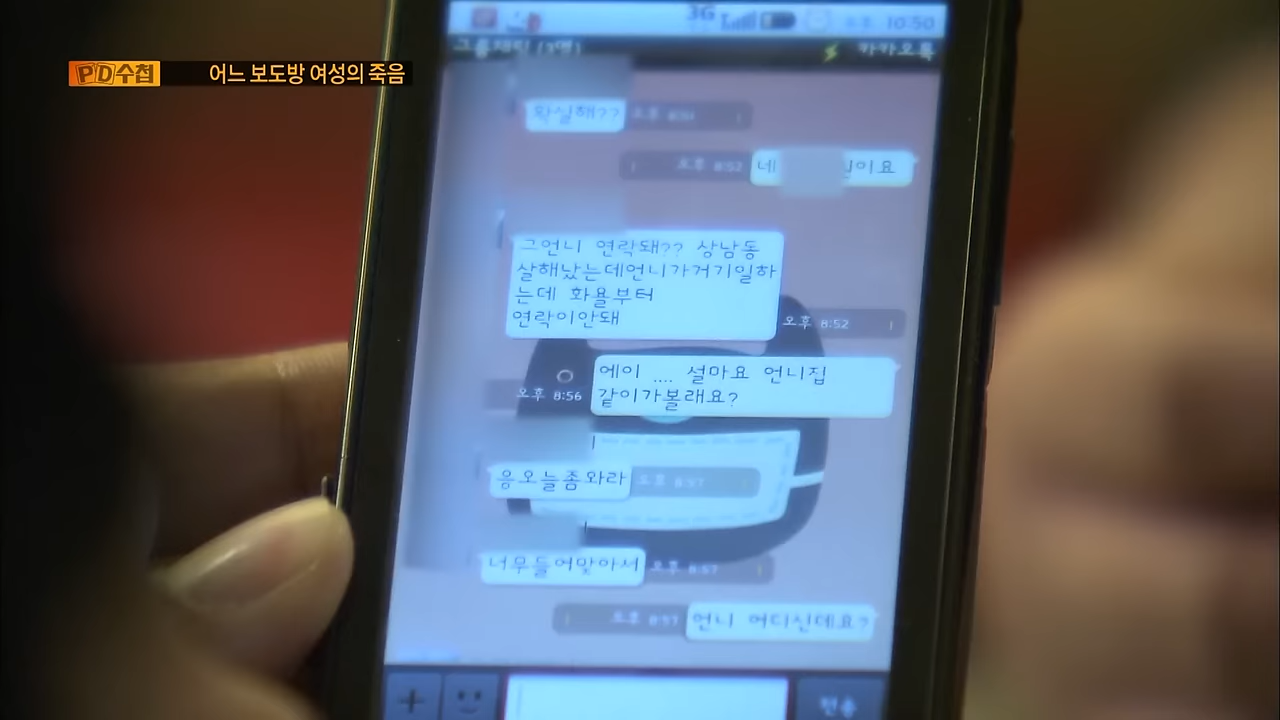 PD수첩 어느 보도방 여성의 죽음
3G 오후 10:50
그룹채팅 (3명) 카카오톡
확실해?? 오후
오후 8:52 네 이요
그언니 연락돼?? 상남동
살해났는데언니가거기일하
는데 화욜부터
연락이안돼 오후 8:52
에이 .... 설마요 언니집
오후 8:56 같이가볼래요?
응오늘좀와라 오후 8:57
너무들어맞아서 오후 8:57
오후 8:57 언니 어디신데요?
전송